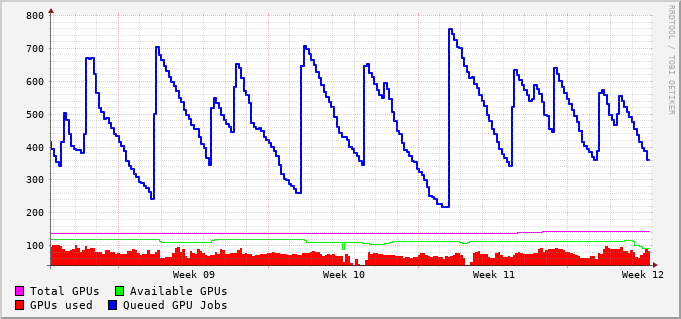 800
700
600
500
400
300
200
100
Week 09 Week 10 Week 11 Week 12
Total GPUs Available GPUs
GPUs used Queued GPU Jobs
RRDTOOL / TOBI OETIKER